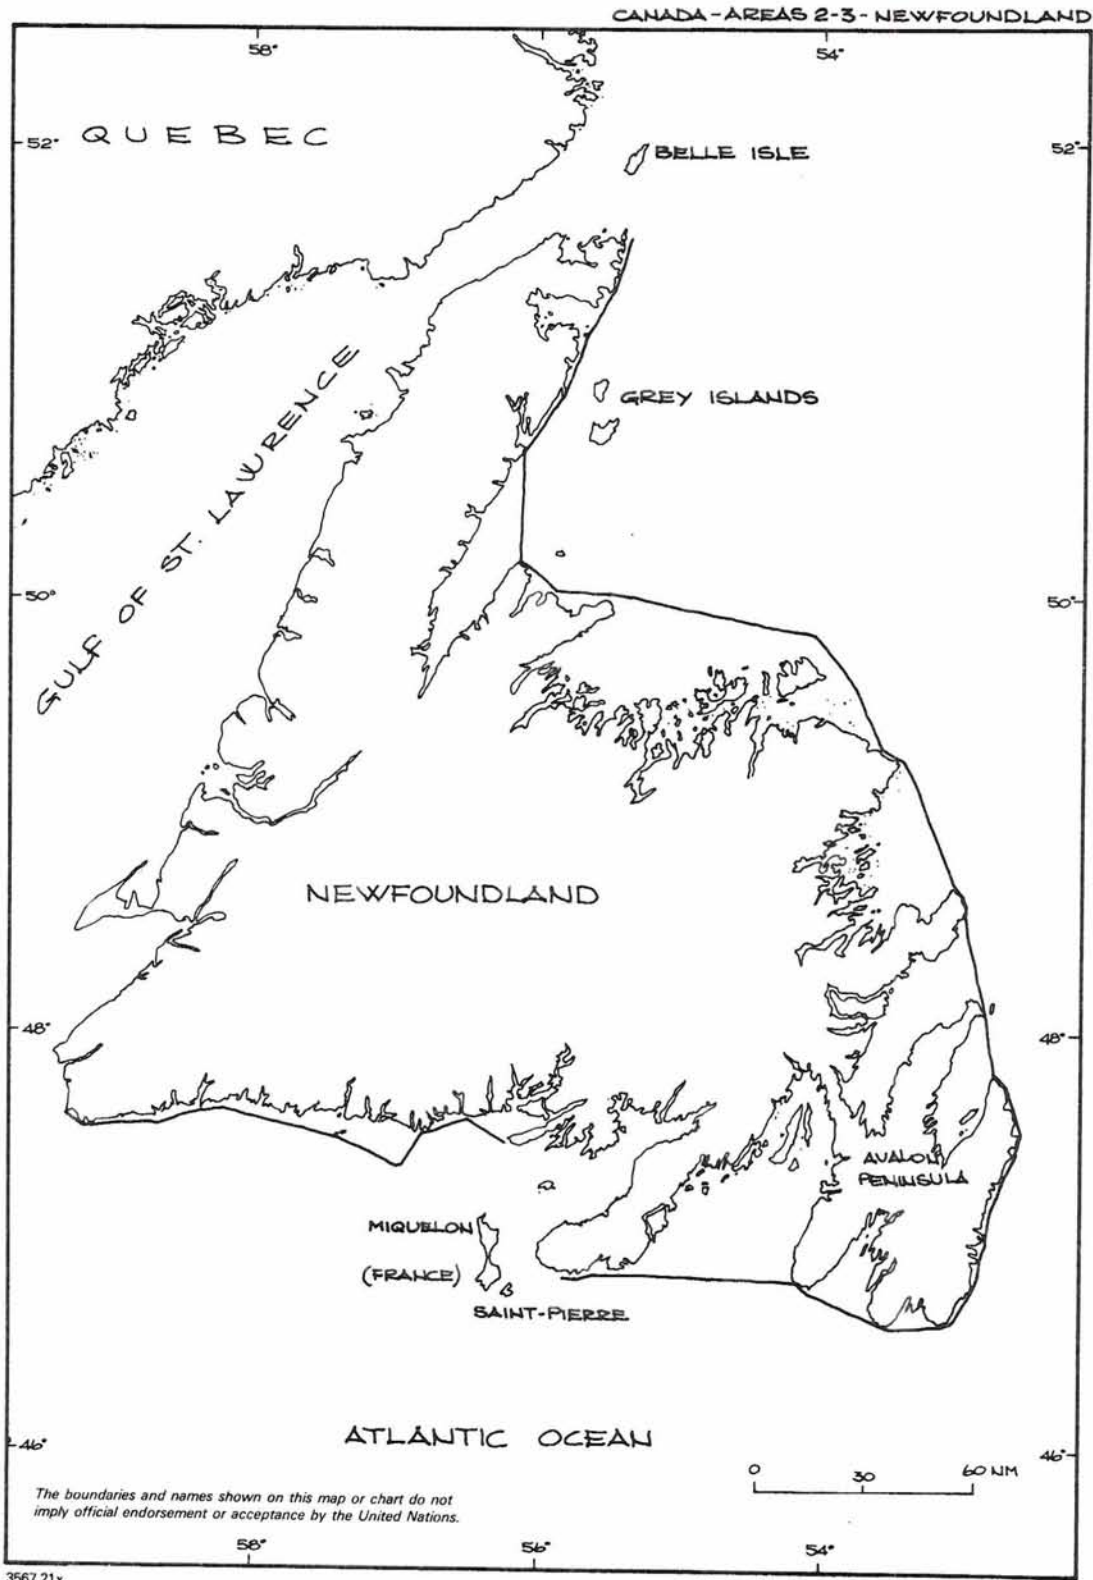 CANADA-AREAS 2-3-NEWFOUNDLAND
58°
54°
52°
QUEBEC
52°
BELLE ISLE
GREY ISLANDS
GULF OF ST. LAWRENCE
50°
50°
NEWFOUNDLAND
48°
48°
AVALON
PENINSULA
MIQUELON
(FRANCE)
SAINT-PIERRE
ATLANTIC OCEAN
46°
46°
0 30 60 NM
The boundaries and names shown on this map or chart do not
imply official endorsement or acceptance by the United Nations.
58°
56°
54°
3567.21x